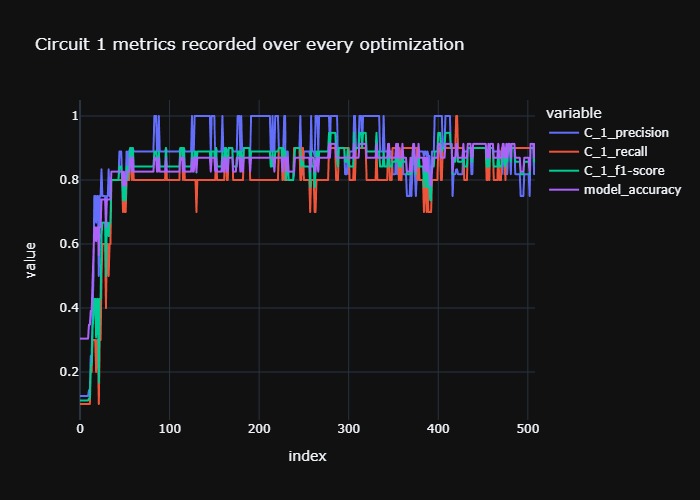 Circuit 1 metrics recorded over every optimization
variable
C_1_precision
C_1_recall
C_1_f1-score
model_accuracy
value
1
0.8
0.6
0.4
0.2
0 100 200 300 400 500
index